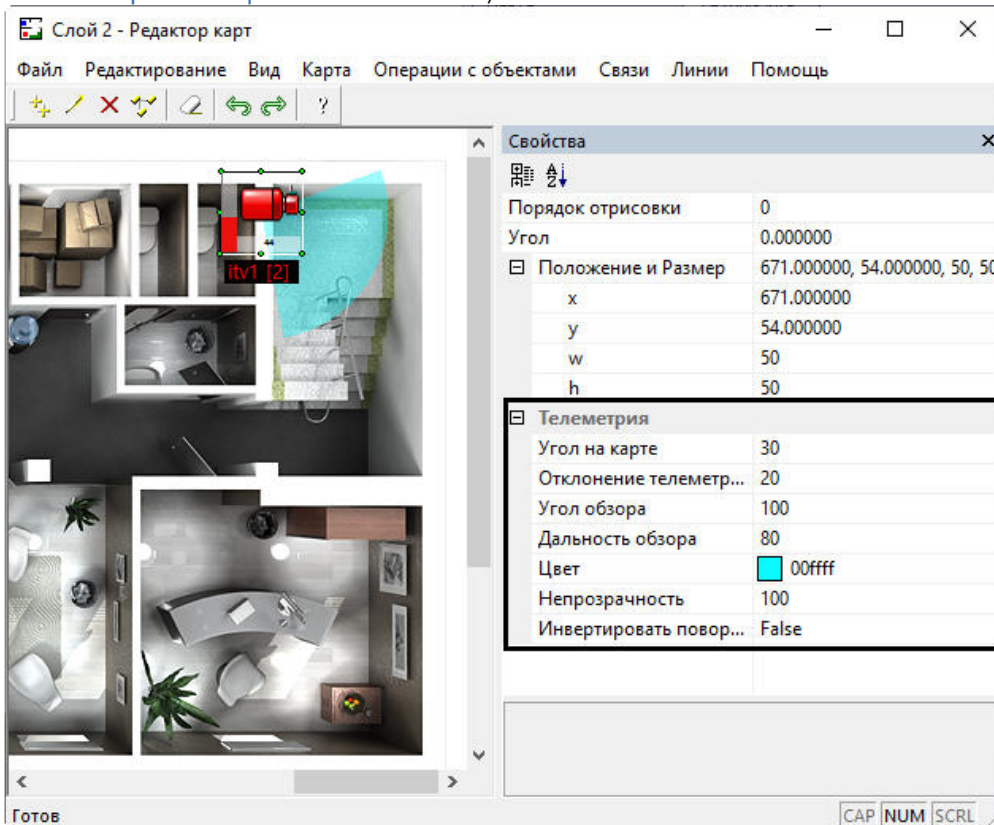 Слой 2 - Редактор карт
Файл Редактирование Вид Карта Операции с объектами Связи Линии Помощь
?
Свойства
Порядок отрисовки 0
Угол 0.000000
Положение и Размер 671.000000, 54.000000, 50, 50
x 671.000000
y 54.000000
w 50
h 50
Телеметрия
Угол на карте 30
Отклонение телеметр... 20
Угол обзора 100
Дальность обзора 80
Цвет 00ffff
Непрозрачность 100
Инвертировать повор... False
44
itv1 [2]
Готов
CAP NUM SCRL